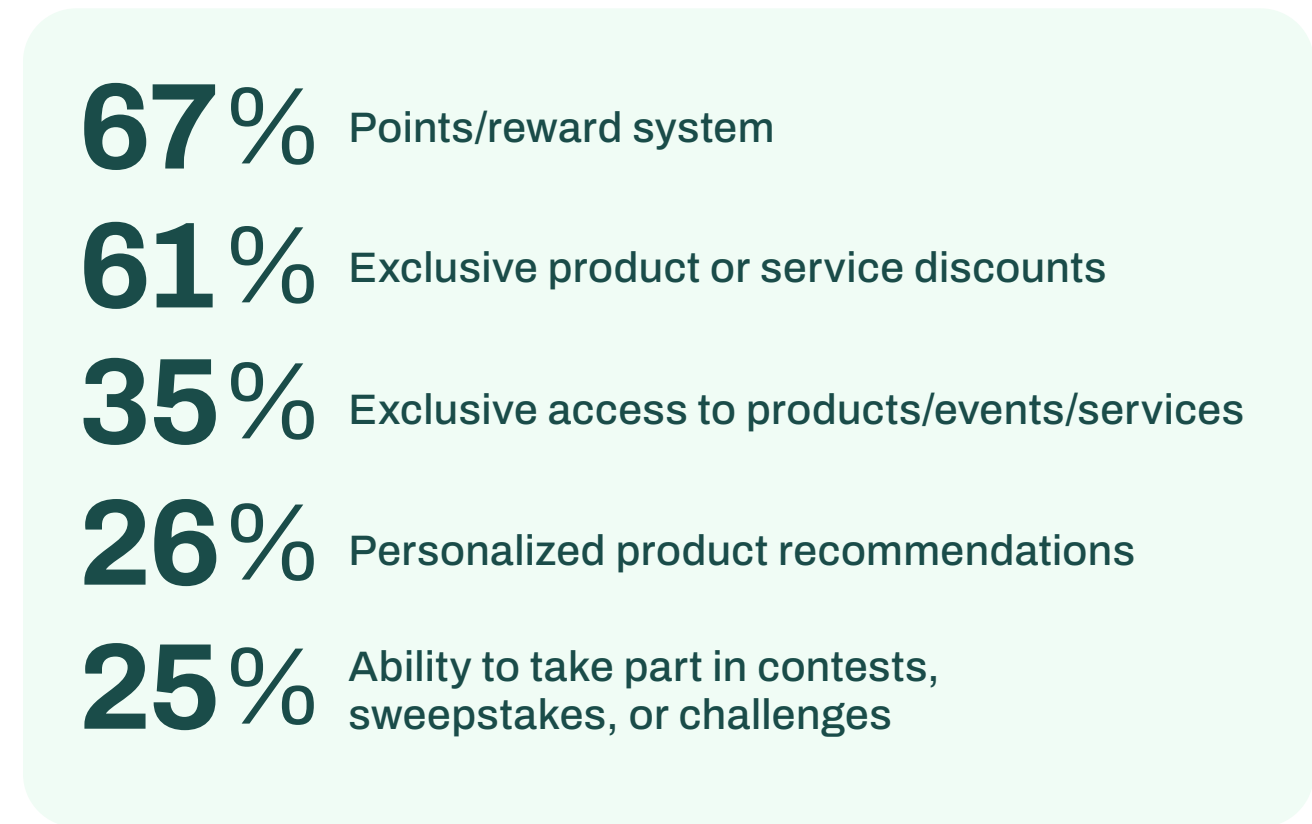 67% Points/reward system
61% Exclusive product or service discounts
35% Exclusive access to products/events/services
26% Personalized product recommendations
25% Ability to take part in contests,
sweepstakes, or challenges